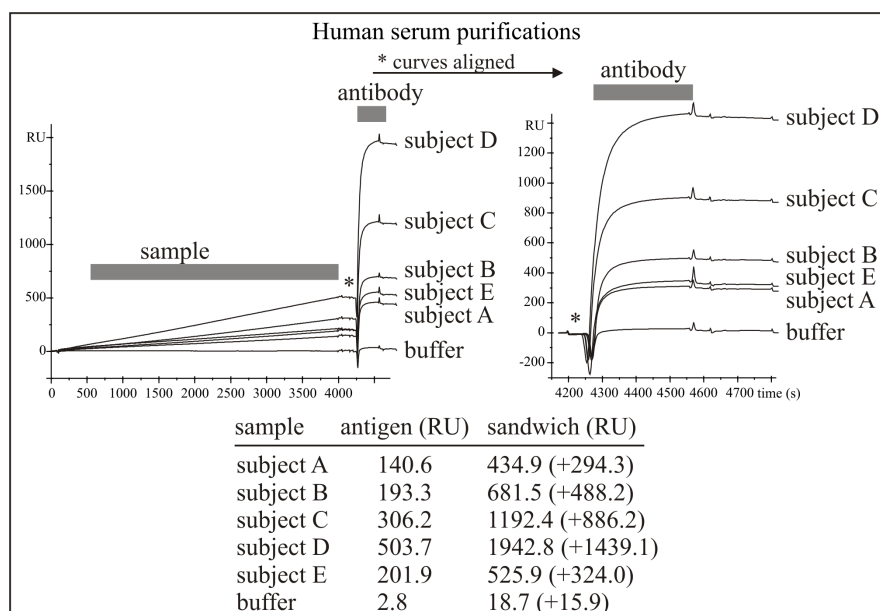 Human serum purifications
* curves aligned
antibody
RU
1500
1000
500
0
sample
*
subject D
subject C
subject B
subject E
subject A
buffer
0 500 1000 1500 2000 2500 3000 3500 4000
antibody
RU
1200
1000
800
600
400
200
0
-200
*
subject D
subject C
subject B
subject E
subject A
buffer
4200 4300 4400 4500 4600 4700 time (s)
sample antigen (RU) sandwich (RU)
subject A 140.6 434.9 (+294.3)
subject B 193.3 681.5 (+488.2)
subject C 306.2 1192.4 (+886.2)
subject D 503.7 1942.8 (+1439.1)
subject E 201.9 525.9 (+324.0)
buffer 2.8 18.7 (+15.9)